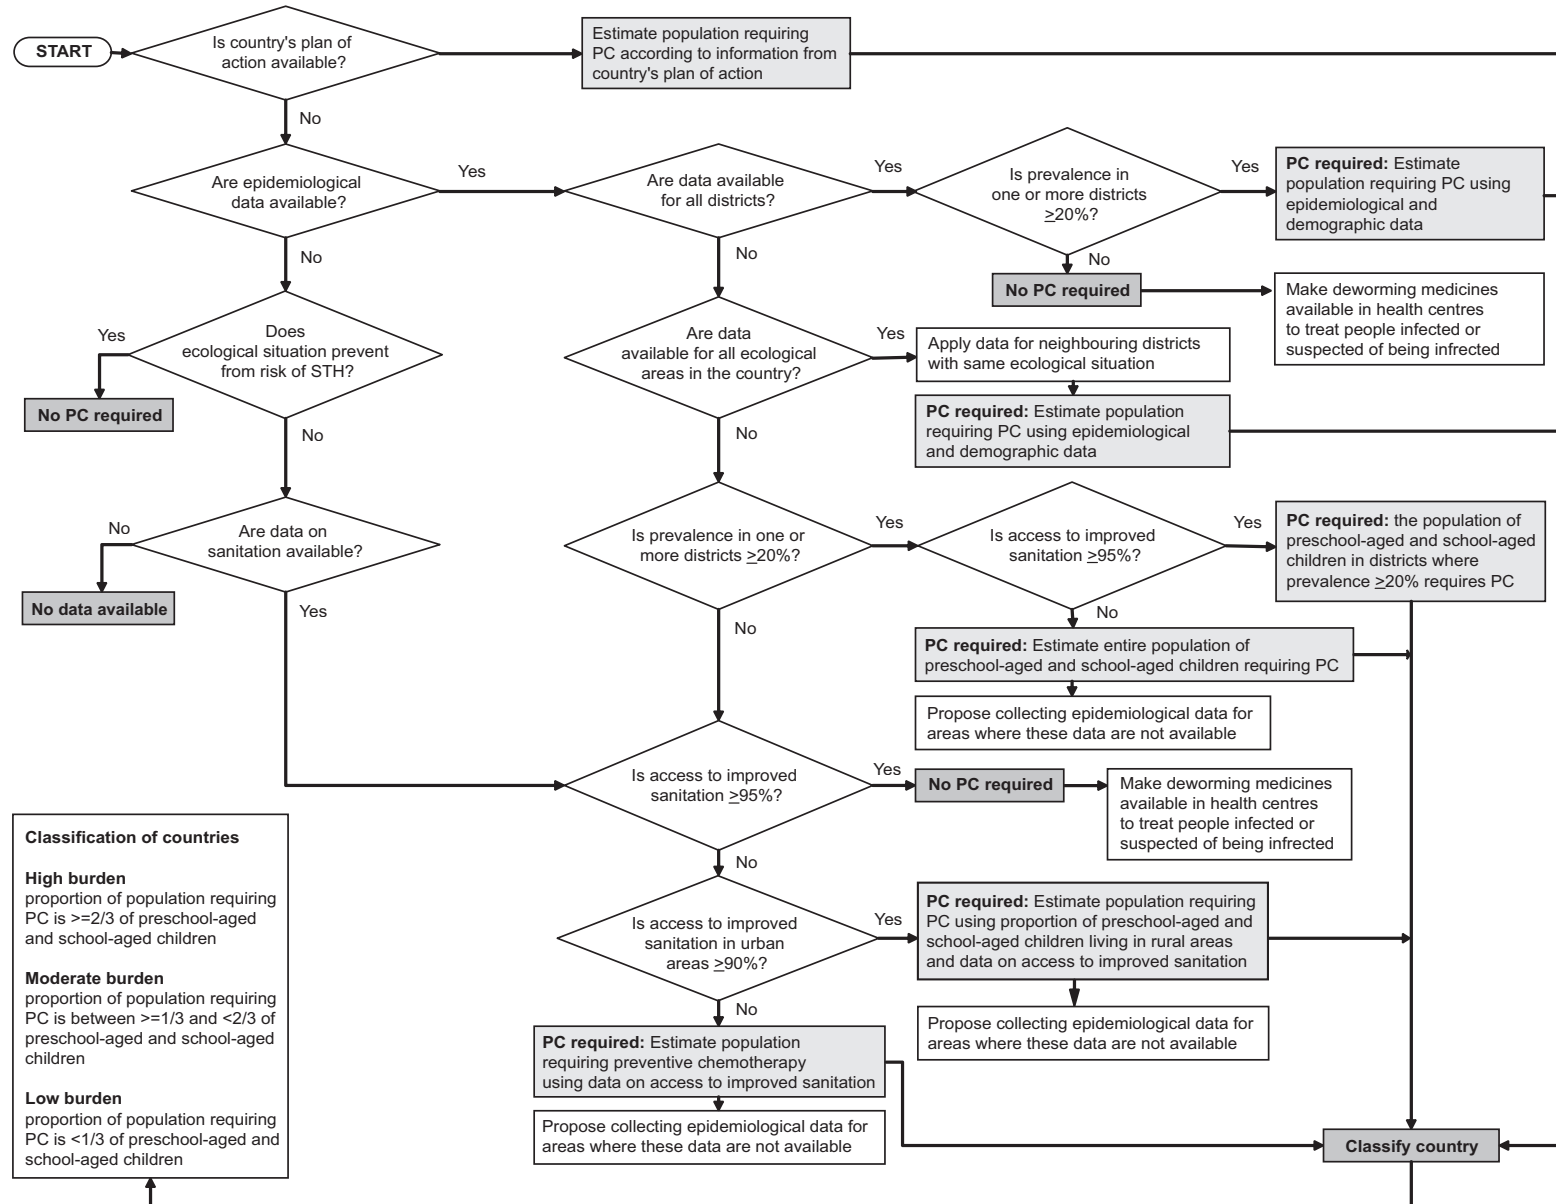 START
Is country's plan of
action available?
Estimate population requiring
PC according to information from
country's plan of action
No
Are epidemiological
data available?
Yes
Are data available
for all districts?
Yes
Is prevalence in
one or more districts
≥20%?
Yes
PC required: Estimate
population requiring PC using
epidemiological and
demographic data
No
No
No
No PC required
Make deworming medicines
available in health centres
to treat people infected or
suspected of being infrected
Does
ecological situation prevent
from risk of STH?
Yes
No PC required
No
Are data
available for all ecological
areas in the country?
Yes
Apply data for neighbouring districts
with same ecological situation
PC required: Estimate population
requiring PC using epidemiological
and demographic data
No
Are data on
sanitation available?
No
No data available
Yes
Is prevalence in one or
more districts ≥20%?
Yes
Is access to improved
sanitation ≥95%?
Yes
PC required: the population of
preschool-aged and school-aged
children in districts where
prevalence ≥20% requires PC
No
No
PC required: Estimate entire population of
preschool-aged and school-aged children requiring PC
Propose collecting epidemiological data for
areas where these data are not available
Is access to improved
sanitation ≥95%?
Yes
No PC required
Make deworming medicines
available in health centres
to treat people infected or
suspected of being infrected
No
Is access to improved
sanitation in urban
areas ≥90%?
Yes
PC required: Estimate population requiring
PC using proportion of preschool-aged and
school-aged children living in rural areas
and data on access to improved sanitation
Propose collecting epidemiological data for
areas where these data are not available
No
PC required: Estimate population
requiring preventive chemotherapy
using data on access to improved sanitation
Propose collecting epidemiological data for
areas where these data are not available
Classify country
Classification of countries
High burden
proportion of population requiring
PC is >=2/3 of preschool-aged
and school-aged children
Moderate burden
proportion of population requiring
PC is between >=1/3 and <2/3 of
preschool-aged and school-aged
children
Low burden
proportion of population requiring
PC is <1/3 of preschool-aged and
school-aged children